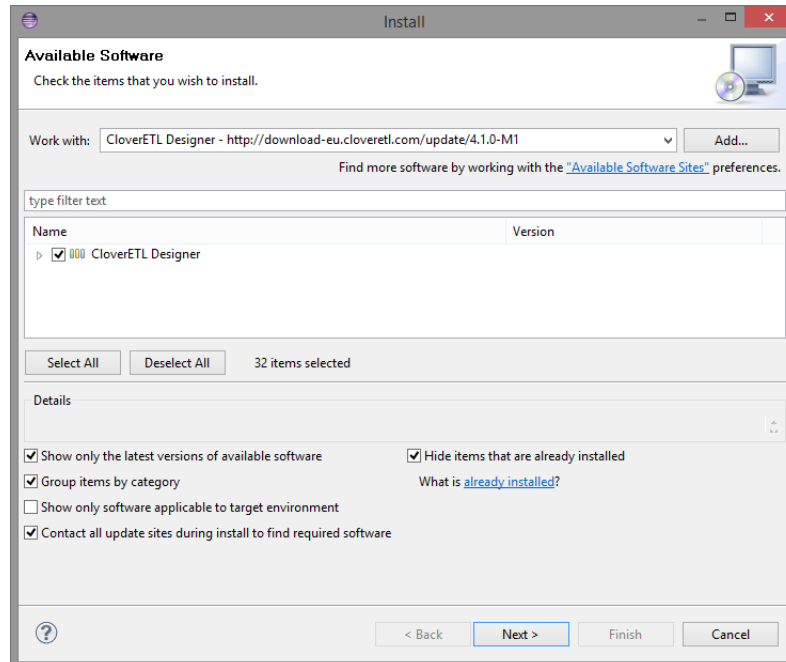 Install
Available Software
Check the items that you wish to install.
Work with: CloverETL Designer - http://download-eu.cloveretl.com/update/4.1.0-M1 Add...
Find more software by working with the "Available Software Sites" preferences.
type filter text
Name Version
CloverETL Designer
Select All Deselect All 32 items selected
Details
Show only the latest versions of available software Hide items that are already installed
Group items by category What is already installed?
Show only software applicable to target environment
Contact all update sites during install to find required software
? < Back Next > Finish Cancel